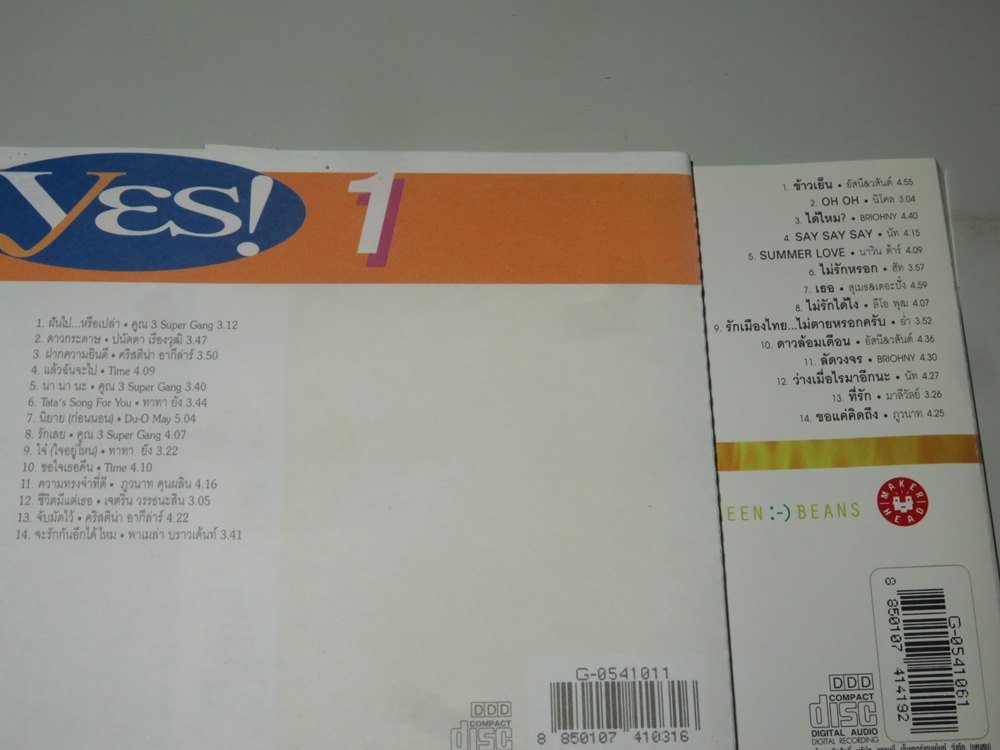 yes! 1
1. ฝันไป...หรือเปล่า • คูณ 3 Super Gang 3.12
2. ดาวกระดาษ • ปนัดดา เรืองวุฒิ 3.47
3. ฝากความยินดี • คริสติน่า อากีล่าร์ 3.50
4. แล้วฉันจะไป • Time 4.09
5. นา นา นะ • คูณ 3 Super Gang 3.40
6. Tata's Song For You • ทาทา ยัง 3.44
7. นิยาย (ก่อนนอน) • Du-O May 5.04
8. รักเลย • คูณ 3 Super Gang 4.07
9. ใจ๋ (ใจอยู่ไหน) • ทาทา ยัง 3.22
10. ขอใจเธอคืน • Time 4.10
11. ความทรงจำที่ดี • ภูวนาท คุนผลิน 4.16
12. ชีวิตมีแต่เธอ • เจตริน วรรธนะสิน 3.05
13. จับมัดไว้ • คริสติน่า อากีล่าร์ 4.22
14. จะรักกันอีกได้ไหม • พาเมล่า บราวเด้นท์ 3.41
DDD
COMPACT
disc
G-0541011
8 850107 410316
1. ข้าวเย็น • อัสนี&วสันต์ 4.55
2. OH OH • นิโคล 3.04
3. ได้ไหม? • BRIOHNY 4.40
4. SAY SAY SAY • นัท 4.15
5. SUMMER LOVE • นาวิน ต้าร์ 4.09
6. ไม่รักหรอก • ฮัท 3.57
7. เธอ • สุเมธ&เดอะปั๋ง 4.59
8. ไม่รักได้ไง • ลีโอ พุฒ 4.07
9. รักเมืองไทย...ไม่ตายหรอกครับ • อ่ำ 3.52
10. ดาวล้อมเดือน • อัสนี&วสันต์ 4.36
11. ลัดวงจร • BRIOHNY 4.30
12. ว่างเมื่อไรมาอีกนะ • นัท 4.27
13. ที่รัก • มาลีวัลย์ 3.26
14. ขอแค่คิดถึง • ภูวนาท 4.25
EEN :-) BEANS
MAKER HEAD
G-0541061
8 850107 414192
DDD
COMPACT
disc
DIGITAL AUDIO
DIGITAL RECORDING